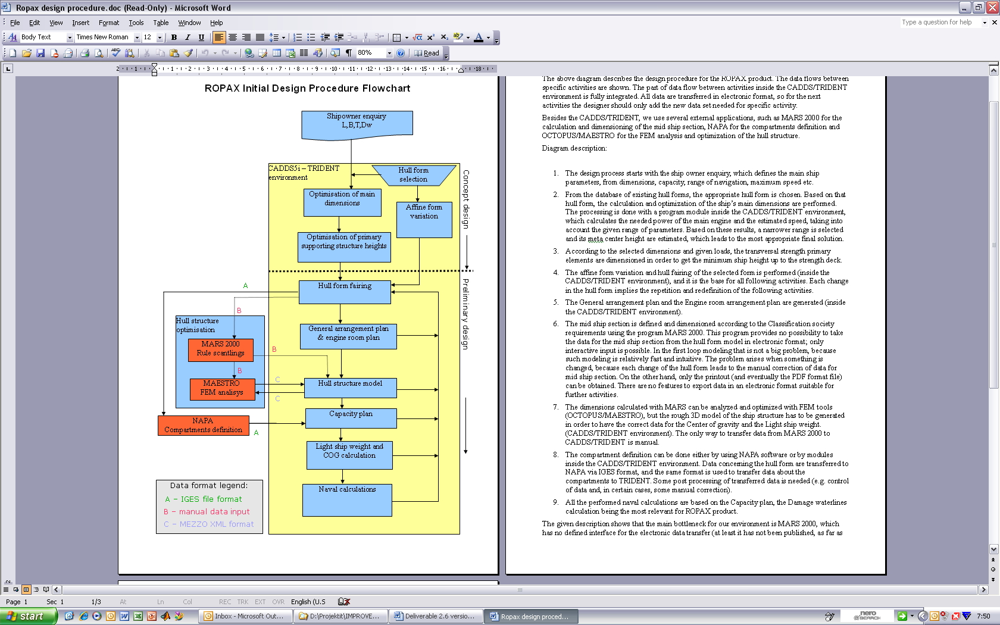 Ropax design procedure.doc (Read-Only) - Microsoft Word
File Edit View Insert Format Tools Table Window Help
Type a question for help
Body Text Times New Roman 12 B I U
80% Read
ROPAX Initial Design Procedure Flowchart
Shipowner enquiry
L,B,T,Dw
CADDS5i – TRIDENT
environment
Hull form
selection
Concept design
Optimisation of main
dimensions
Affine form
variation
Optimisation of primary
supporting structure heights
Preliminary design
A
Hull form fairing
B
Hull structure
optimisation
General arrangement plan
& engine room plan
MARS 2000
Rule scantlings
B
B
MAESTRO
FEM analisys
C
C
Hull structure model
Capacity plan
NAPA
Compartments definition
A
Light ship weight and
COG calculation
Naval calculations
Data format legend:
A – IGES file format
B – manual data input
C – MEZZO XML format
The above diagram describes the design procedure for the ROPAX product. The data flows between
specific activities are shown. The part of data flow between activities inside the CADDS/TRIDENT
environment is fully integrated. All data are transferred in electronic format, so for the next
activities the designer should only add the new data set needed for specific activity.
Besides the CADDS/TRIDENT, we use several external applications, such as MARS 2000 for the
calculation and dimensioning of the mid ship section, NAPA for the compartments definition and
OCTOPUS/MAESTRO for the FEM analysis and optimization of the hull structure.
Diagram description:
1. The design process starts with the ship owner enquiry, which defines the main ship
parameters, from dimensions, capacity, range of navigation, maximum speed etc.
2. From the database of existing hull forms, the appropriate hull form is chosen. Based on that
hull form, the calculation and optimization of the ship's main dimensions are performed.
The processing is done with a program module inside the CADDS/TRIDENT environment,
which calculates the needed power of the main engine and the estimated speed, taking into
account the given range of parameters. Based on these results, a narrower range is selected
and its meta center height are estimated, which leads to the most appropriate final solution.
3. According to the selected dimensions and given loads, the transversal strength primary
elements are dimensioned in order to get the minimum ship height up to the strength deck.
4. The affine form variation and hull fairing of the selected form is performed (inside the
CADDS/TRIDENT environment), and it is the base for all following activities. Each change
in the hull form implies the repetition and redefinition of the following activities.
5. The General arrangement plan and the Engine room arrangement plan are generated (inside
the CADDS/TRIDENT environment).
6. The mid ship section is defined and dimensioned according to the Classification society
requirements using the program MARS 2000. This program provides no possibility to take
the data for the mid ship section from the hull form model in electronic format; only
interactive input is possible. In the first loop modeling that is not a big problem, because
such modeling is relatively fast and intuitive. The problem arises when something is
changed, because each change of the hull form leads to the manual correction of data for
mid ship section. On the other hand, only the printout (and eventually the PDF format file)
can be obtained. There are no features to export data in an electronic format suitable for
further activities.
7. The dimensions calculated with MARS can be analyzed and optimized with FEM tools
(OCTOPUS/MAESTRO), but the rough 3D model of the ship structure has to be generated
in order to have the correct data for the Center of gravity and the Light ship weight.
(CADDS/TRIDENT environment). The only way to transfer data from MARS 2000 to
CADDS/TRIDENT is manual.
8. The compartment definition can be done either by using NAPA software or by modules
inside the CADDS/TRIDENT environment. Data concerning the hull form are transferred to
NAPA via IGES format, and the same format is used to transfer data about the
compartments to TRIDENT. Some post processing of transferred data is needed (e.g. control
of data and, in certain cases, some manual correction).
9. All the performed naval calculations are based on the Capacity plan, the Damage waterlines
calculation being the most relevant for ROPAX product.
The given description shows that the main bottleneck for our environment is MARS 2000, which
has no defined interface for the electronic data transfer (at least it has not been published, as far as
Page 1 Sec 1 1/3 At Ln Col REC TRK EXT OVR English (U.S
start Inbox - Microsoft Out... D:\Projektit\IMPROVE... Deliverable 2.6 versio... Ropax design proced... nero SEARCH 7:50